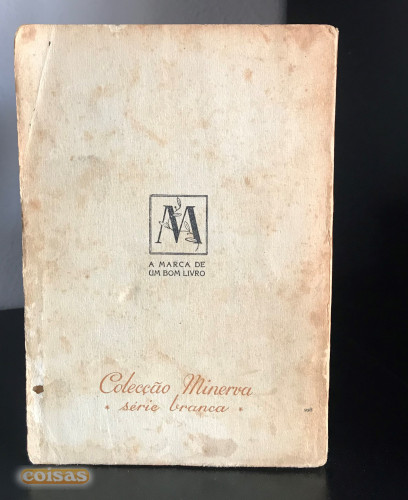 M
A MARCA DE
UM BOM LIVRO
Colecção Minerva
• série branca •
coisas